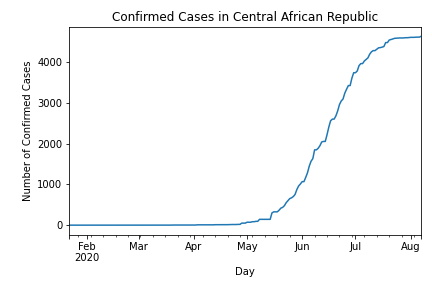 Confirmed Cases in Central African Republic
Number of Confirmed Cases
4000
3000
2000
1000
0
Feb Mar Apr May Jun Jul Aug
2020
Day